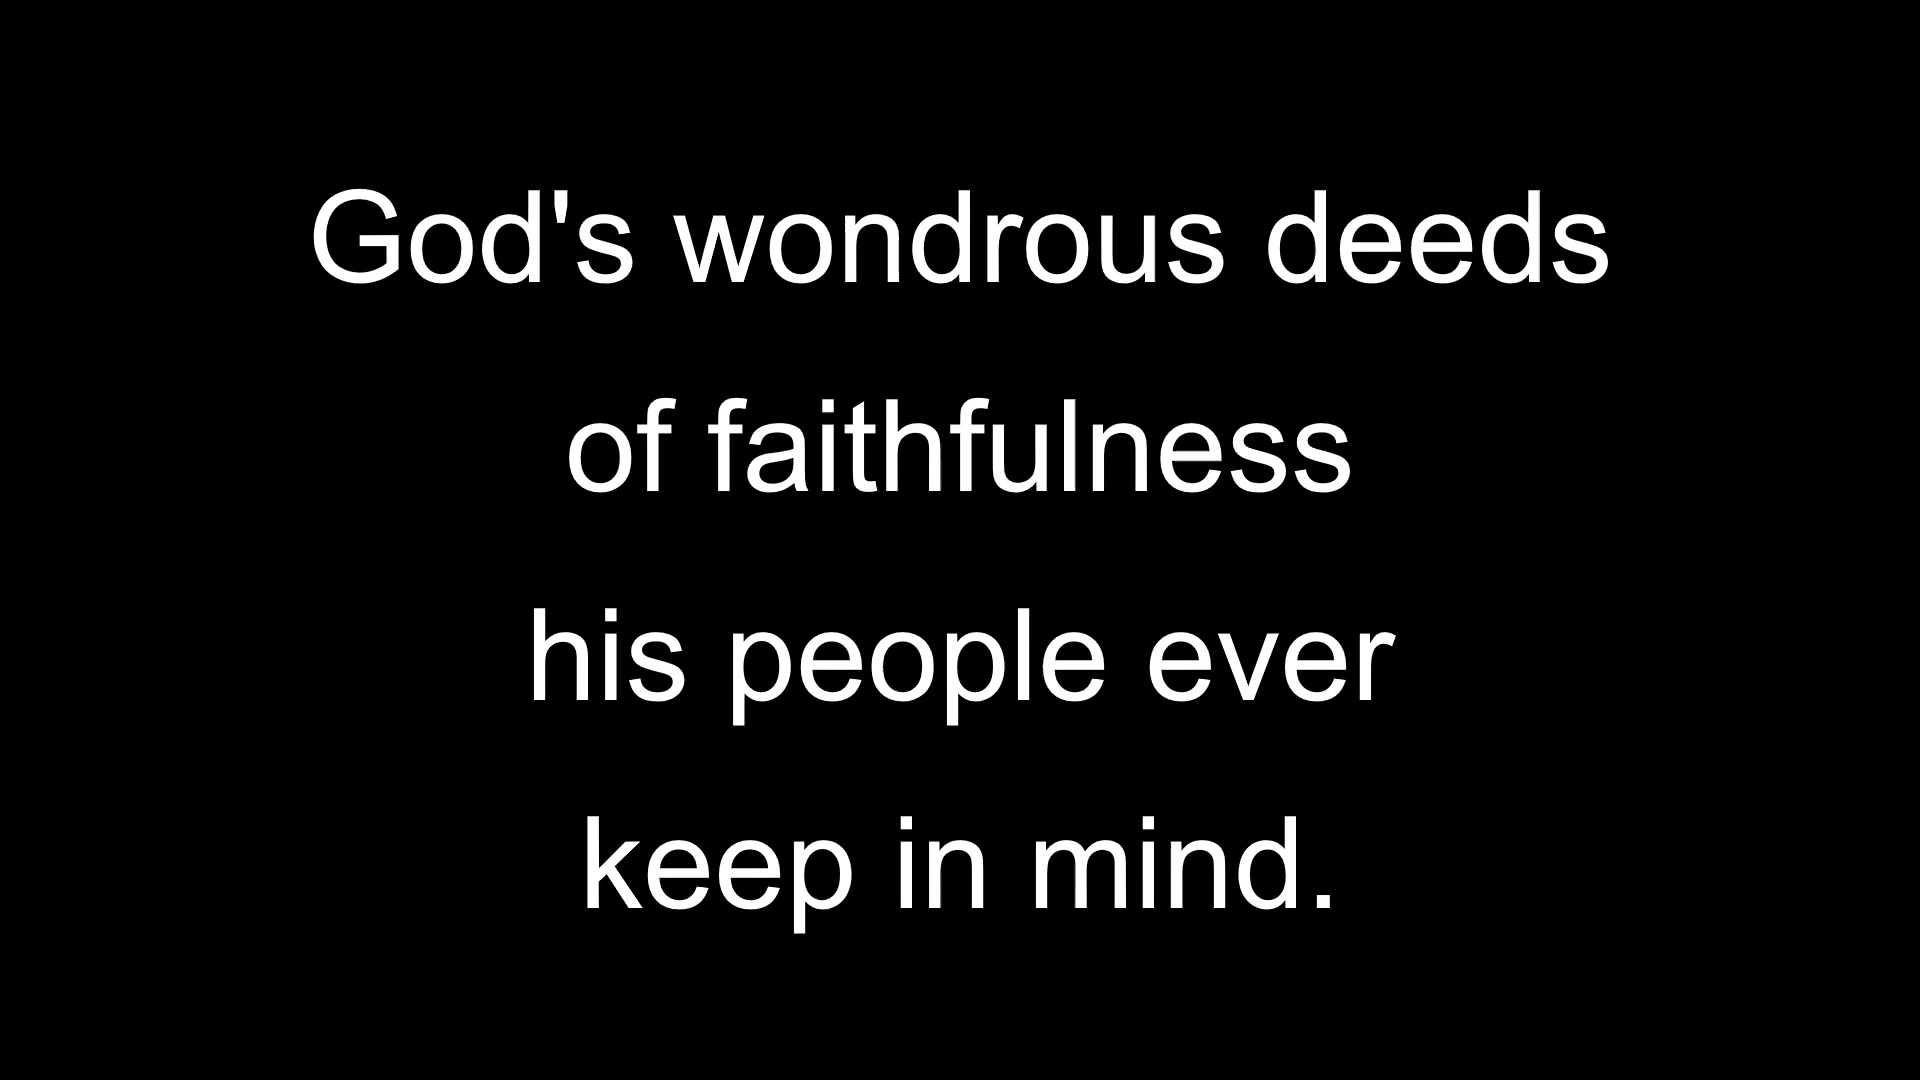 God's wondrous deeds
of faithfulness
his people ever
keep in mind.